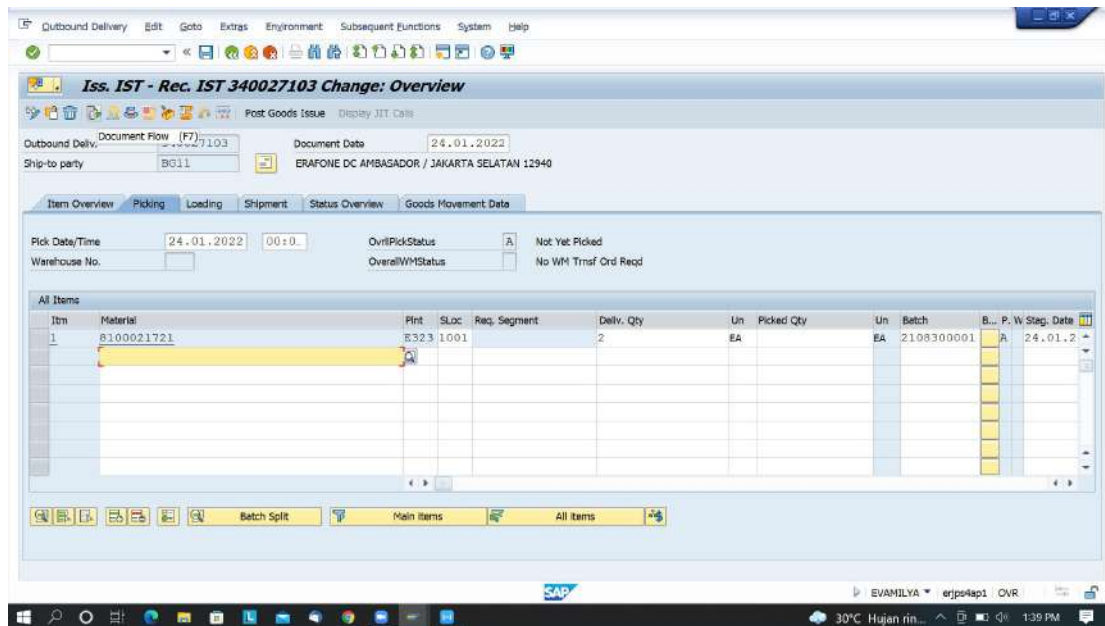 Outbound Delivery Edit Goto Extras Environment Subsequent Functions System Help
Iss. IST - Rec. IST 340027103 Change: Overview
Post Goods Issue Display JIT Calls
Document Flow (F7)
Outbound Deliv. 7103 Document Date 24.01.2022
Ship-to party BG11 ERAFONE DC AMBASADOR / JAKARTA SELATAN 12940
Item Overview Picking Loading Shipment Status Overview Goods Movement Data
Pick Date/Time 24.01.2022 00:0 OvrllPickStatus A Not Yet Picked
Warehouse No. OverallWMStatus No WM Trnsf Ord Reqd
All Items
Itm Material Plnt SLoc Req. Segment Deliv. Qty Un Picked Qty Un Batch B... P. W Stag. Date
1 8100021721 E323 1001 2 EA EA 2108300001 A 24.01.2
Batch Split Main items All items
SAP EVAMILYA erjps4ap1 OVR
30°C Hujan rin... 1:39 PM